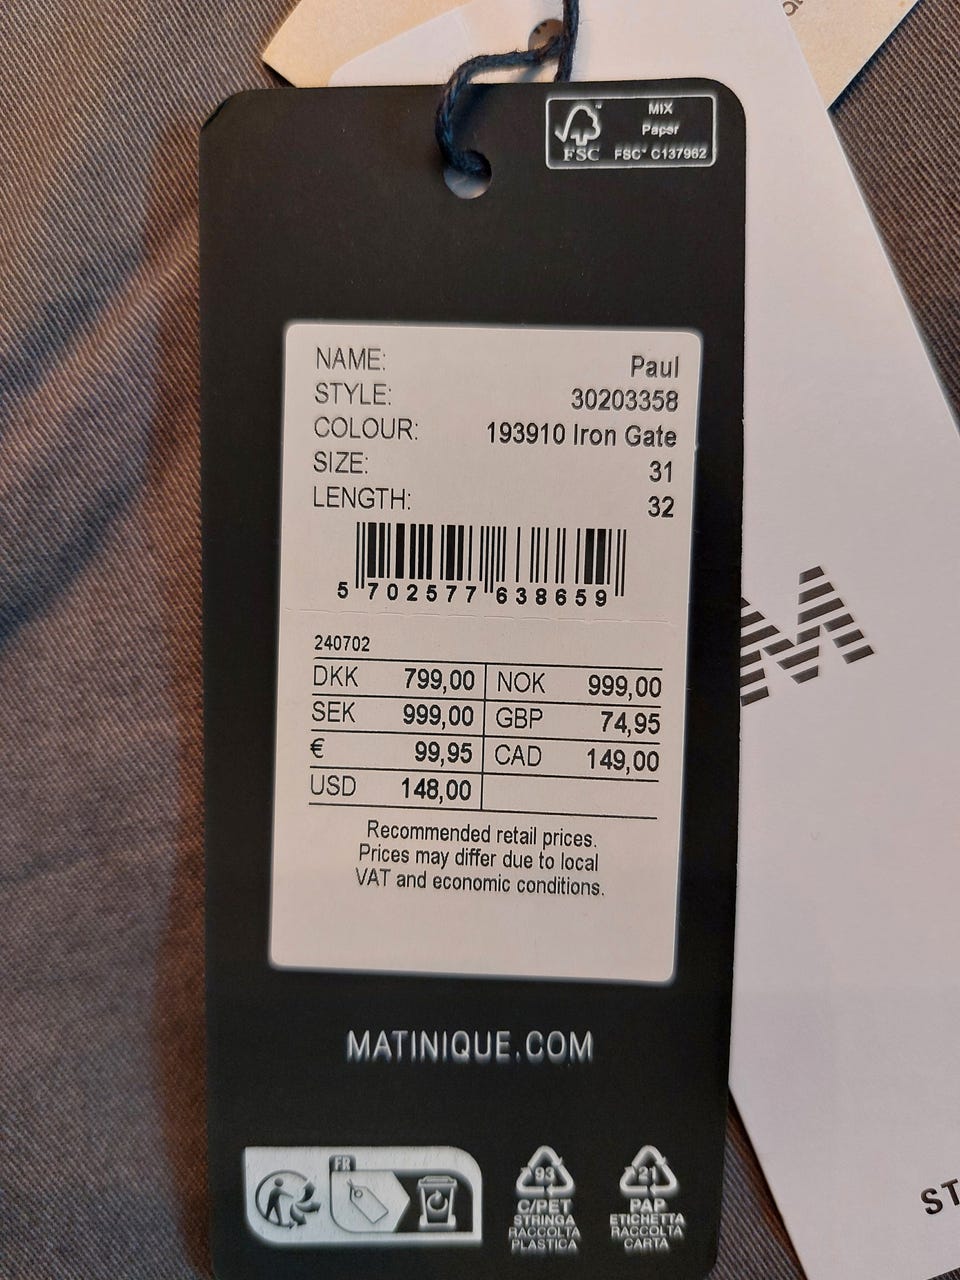 MIX
Paper
FSC
FSC® C137962
NAME: Paul
STYLE: 30203358
COLOUR: 193910 Iron Gate
SIZE: 31
LENGTH: 32
5 702577 638659
240702
DKK 799,00 NOK 999,00
SEK 999,00 GBP 74,95
€ 99,95 CAD 149,00
USD 148,00
Recommended retail prices.
Prices may differ due to local
VAT and economic conditions.
MATINIQUE.COM
M
FR
93
C/PET
STRINGA
RACCOLTA
PLASTICA
21
PAP
ETICHETTA
RACCOLTA
CARTA
ST